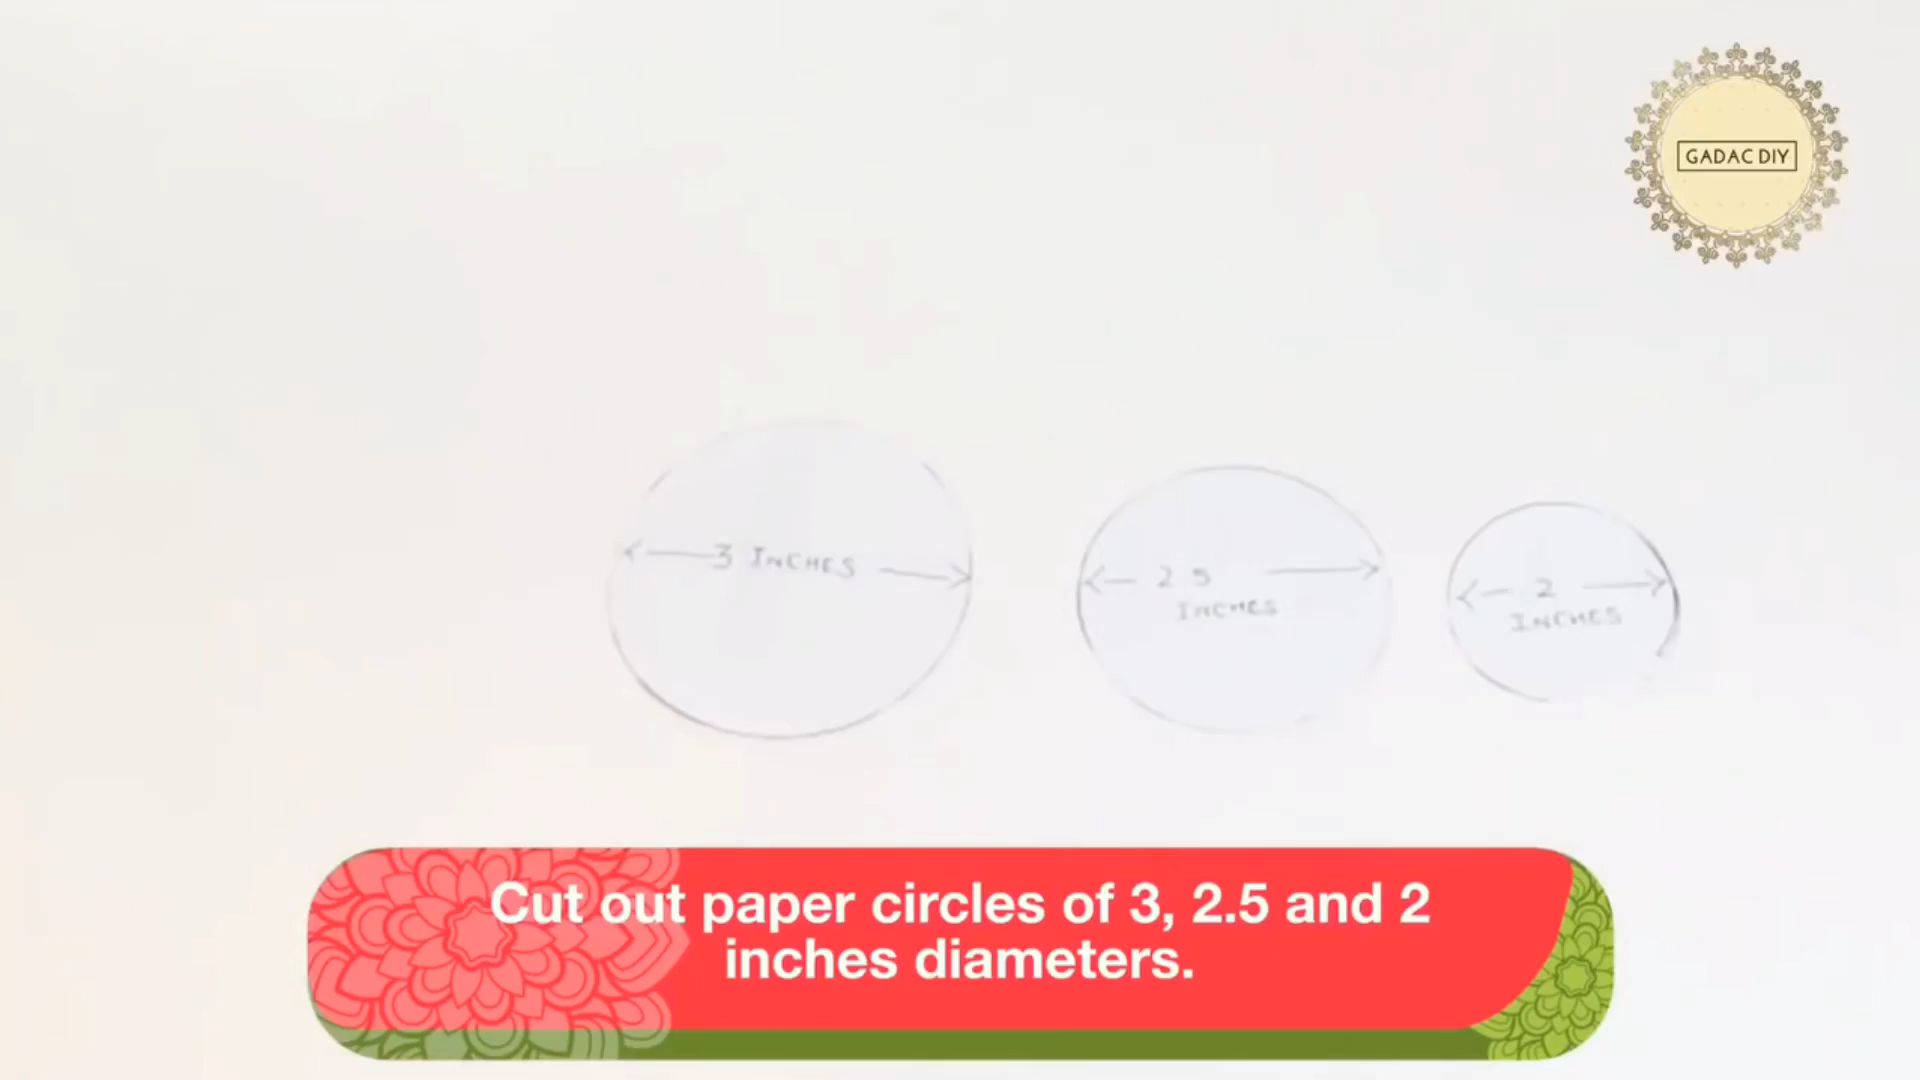 GADAC DIY
3 INCHES
2 5
INCHES
2
INCHES
Cut out paper circles of 3, 2.5 and 2
inches diameters.